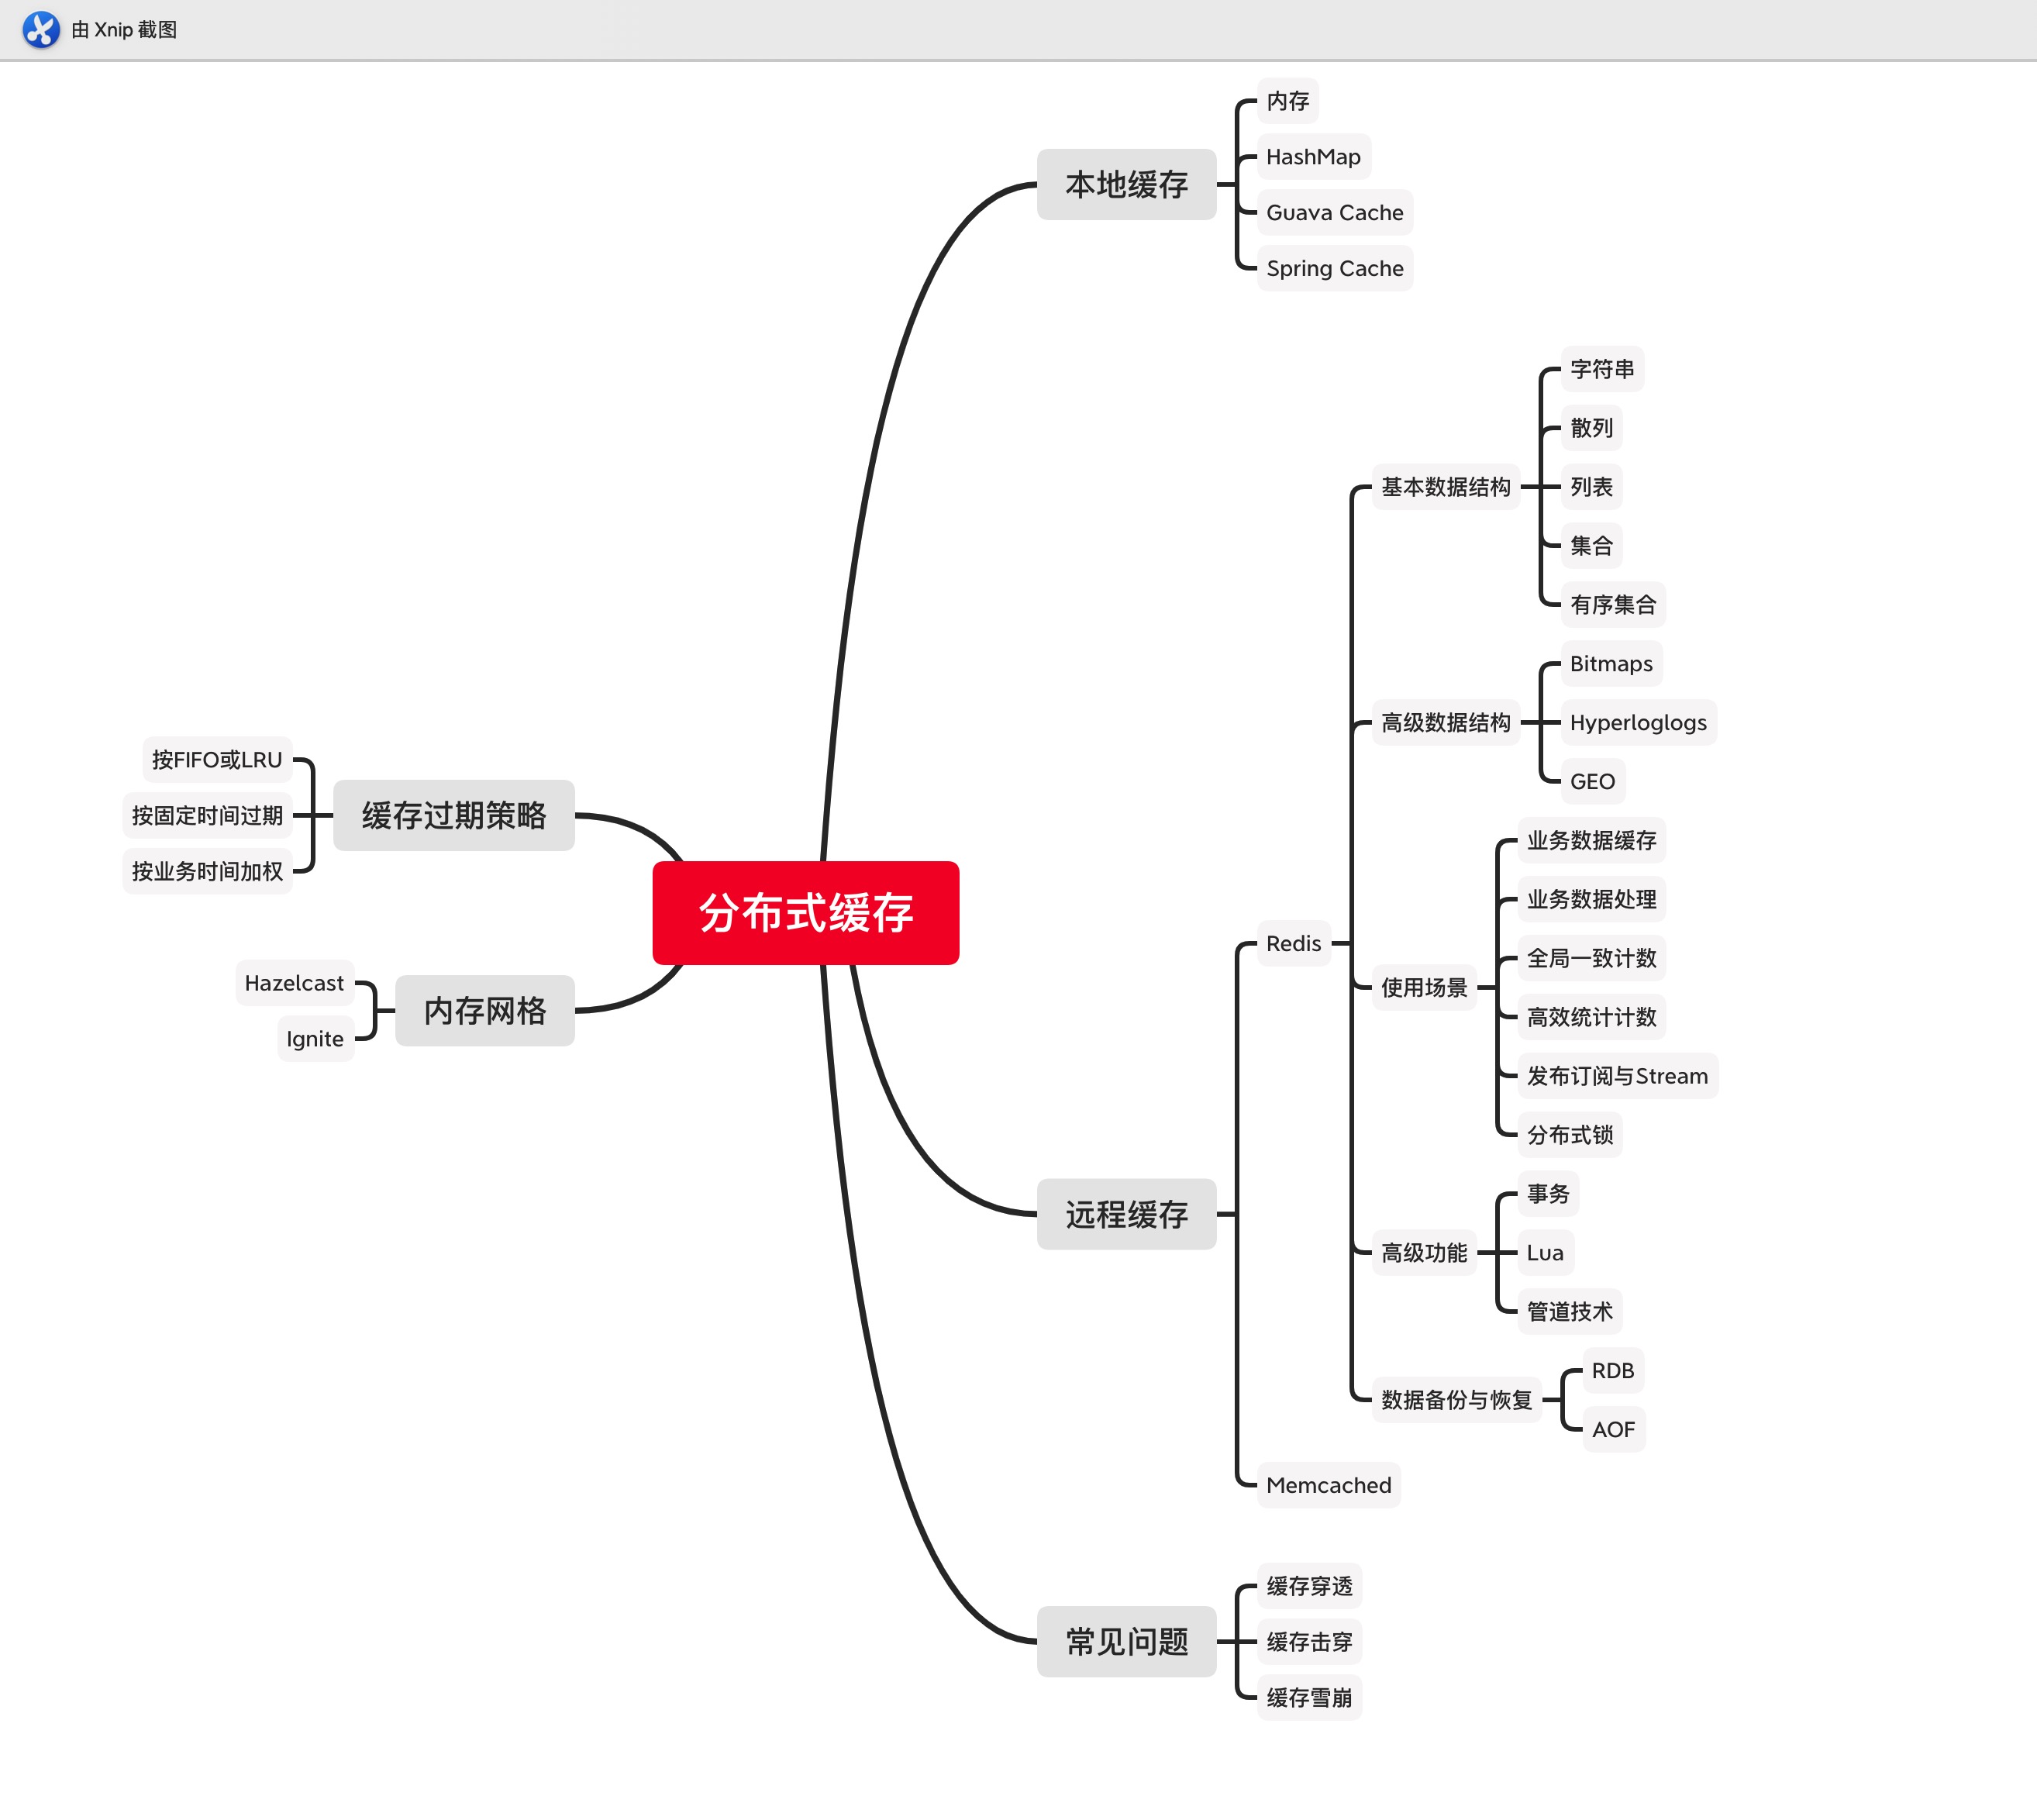 由 Xnip 截图
分布式缓存
本地缓存
内存
HashMap
Guava Cache
Spring Cache
远程缓存
Redis
基本数据结构
字符串
散列
列表
集合
有序集合
高级数据结构
Bitmaps
Hyperloglogs
GEO
使用场景
业务数据缓存
业务数据处理
全局一致计数
高效统计计数
发布订阅与Stream
分布式锁
高级功能
事务
Lua
管道技术
数据备份与恢复
RDB
AOF
Memcached
常见问题
缓存穿透
缓存击穿
缓存雪崩
缓存过期策略
按FIFO或LRU
按固定时间过期
按业务时间加权
内存网格
Hazelcast
Ignite